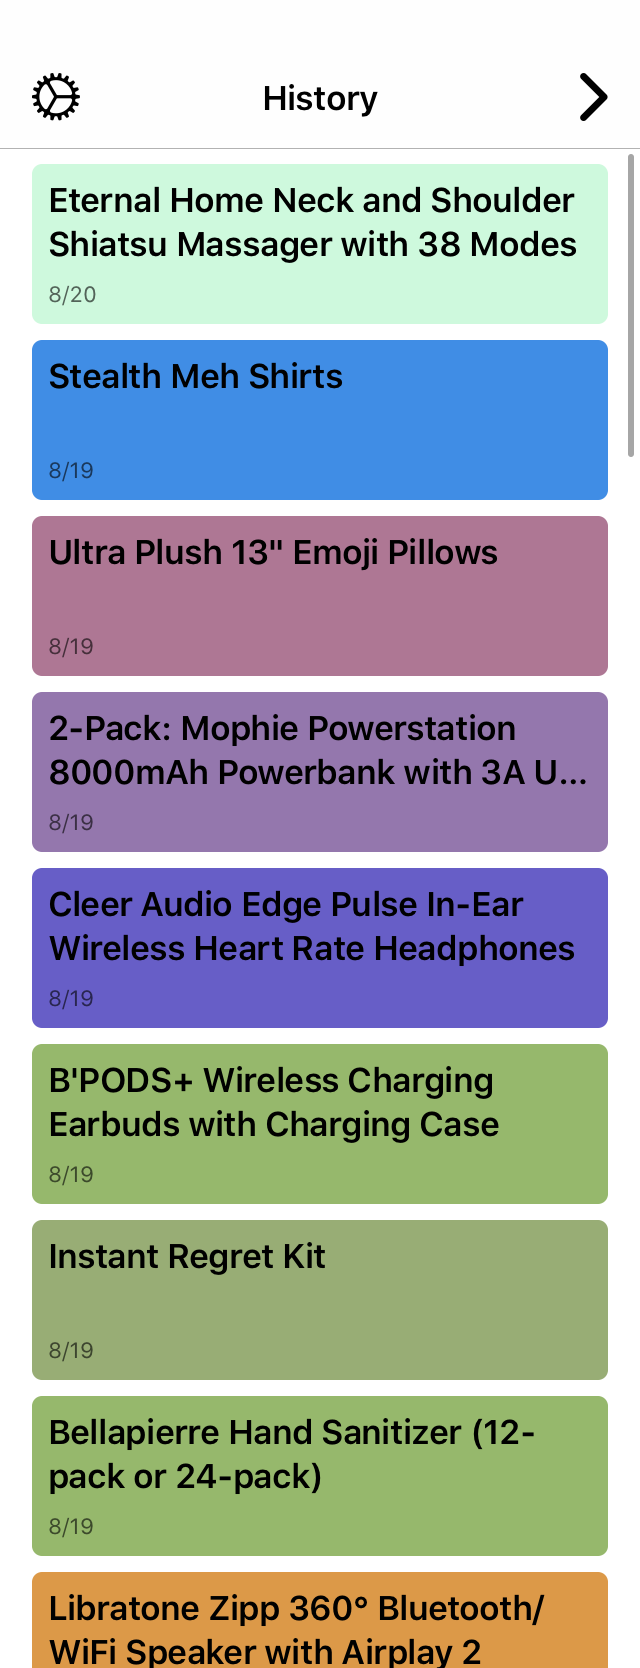 History
Eternal Home Neck and Shoulder
Shiatsu Massager with 38 Modes
8/20
Stealth Meh Shirts
8/19
Ultra Plush 13" Emoji Pillows
8/19
2-Pack: Mophie Powerstation
8000mAh Powerbank with 3A U...
8/19
Cleer Audio Edge Pulse In-Ear
Wireless Heart Rate Headphones
8/19
B'PODS+ Wireless Charging
Earbuds with Charging Case
8/19
Instant Regret Kit
8/19
Bellapierre Hand Sanitizer (12-
pack or 24-pack)
8/19
Libratone Zipp 360° Bluetooth/
WiFi Speaker with Airplay 2